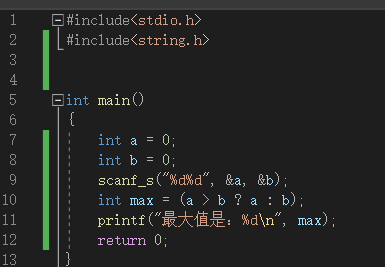 1 #include<stdio.h>
2 #include<string.h>
3
4
5 int main()
6 {
7 int a = 0;
8 int b = 0;
9 scanf_s("%d%d", &a, &b);
10 int max = (a > b ? a : b);
11 printf("最大值是：%d\n", max);
12 return 0;
13 }